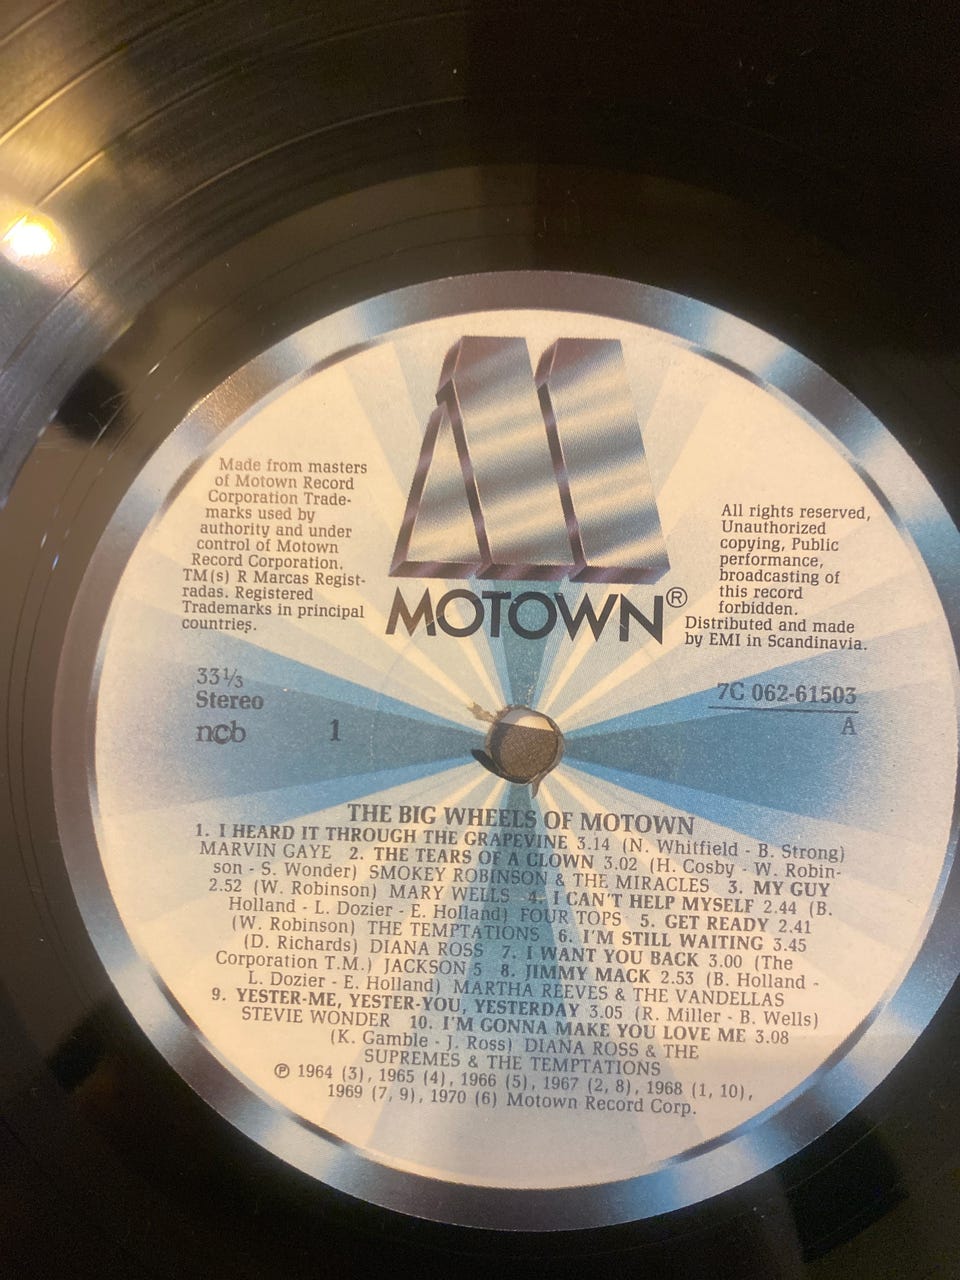 Made from masters
of Motown Record
Corporation Trade-
marks used by
authority and under
control of Motown
Record Corporation.
TM(s) R Marcas Regist-
radas. Registered
Trademarks in principal
countries.
MOTOWN®
All rights reserved,
Unauthorized
copying, Public
performance,
broadcasting of
this record
forbidden.
Distributed and made
by EMI in Scandinavia.
33⅓
Stereo
ncb 1
7C 062-61503
A
THE BIG WHEELS OF MOTOWN
1. I HEARD IT THROUGH THE GRAPEVINE 3.14 (N. Whitfield - B. Strong)
MARVIN GAYE 2. THE TEARS OF A CLOWN 3.02 (H. Cosby - W. Robin-
son - S. Wonder) SMOKEY ROBINSON & THE MIRACLES 3. MY GUY
2.52 (W. Robinson) MARY WELLS 4. I CAN'T HELP MYSELF 2.44 (B.
Holland - L. Dozier - E. Holland) FOUR TOPS 5. GET READY 2.41
(W. Robinson) THE TEMPTATIONS 6. I'M STILL WAITING 3.45
(D. Richards) DIANA ROSS 7. I WANT YOU BACK 3.00 (The
Corporation T.M.) JACKSON 5 8. JIMMY MACK 2.53 (B. Holland -
L. Dozier - E. Holland) MARTHA REEVES & THE VANDELLAS
9. YESTER-ME, YESTER-YOU, YESTERDAY 3.05 (R. Miller - B. Wells)
STEVIE WONDER 10. I'M GONNA MAKE YOU LOVE ME 3.08
(K. Gamble - J. Ross) DIANA ROSS & THE
SUPREMES & THE TEMPTATIONS
℗ 1964 (3), 1965 (4), 1966 (5), 1967 (2, 8), 1968 (1, 10),
1969 (7, 9), 1970 (6) Motown Record Corp.